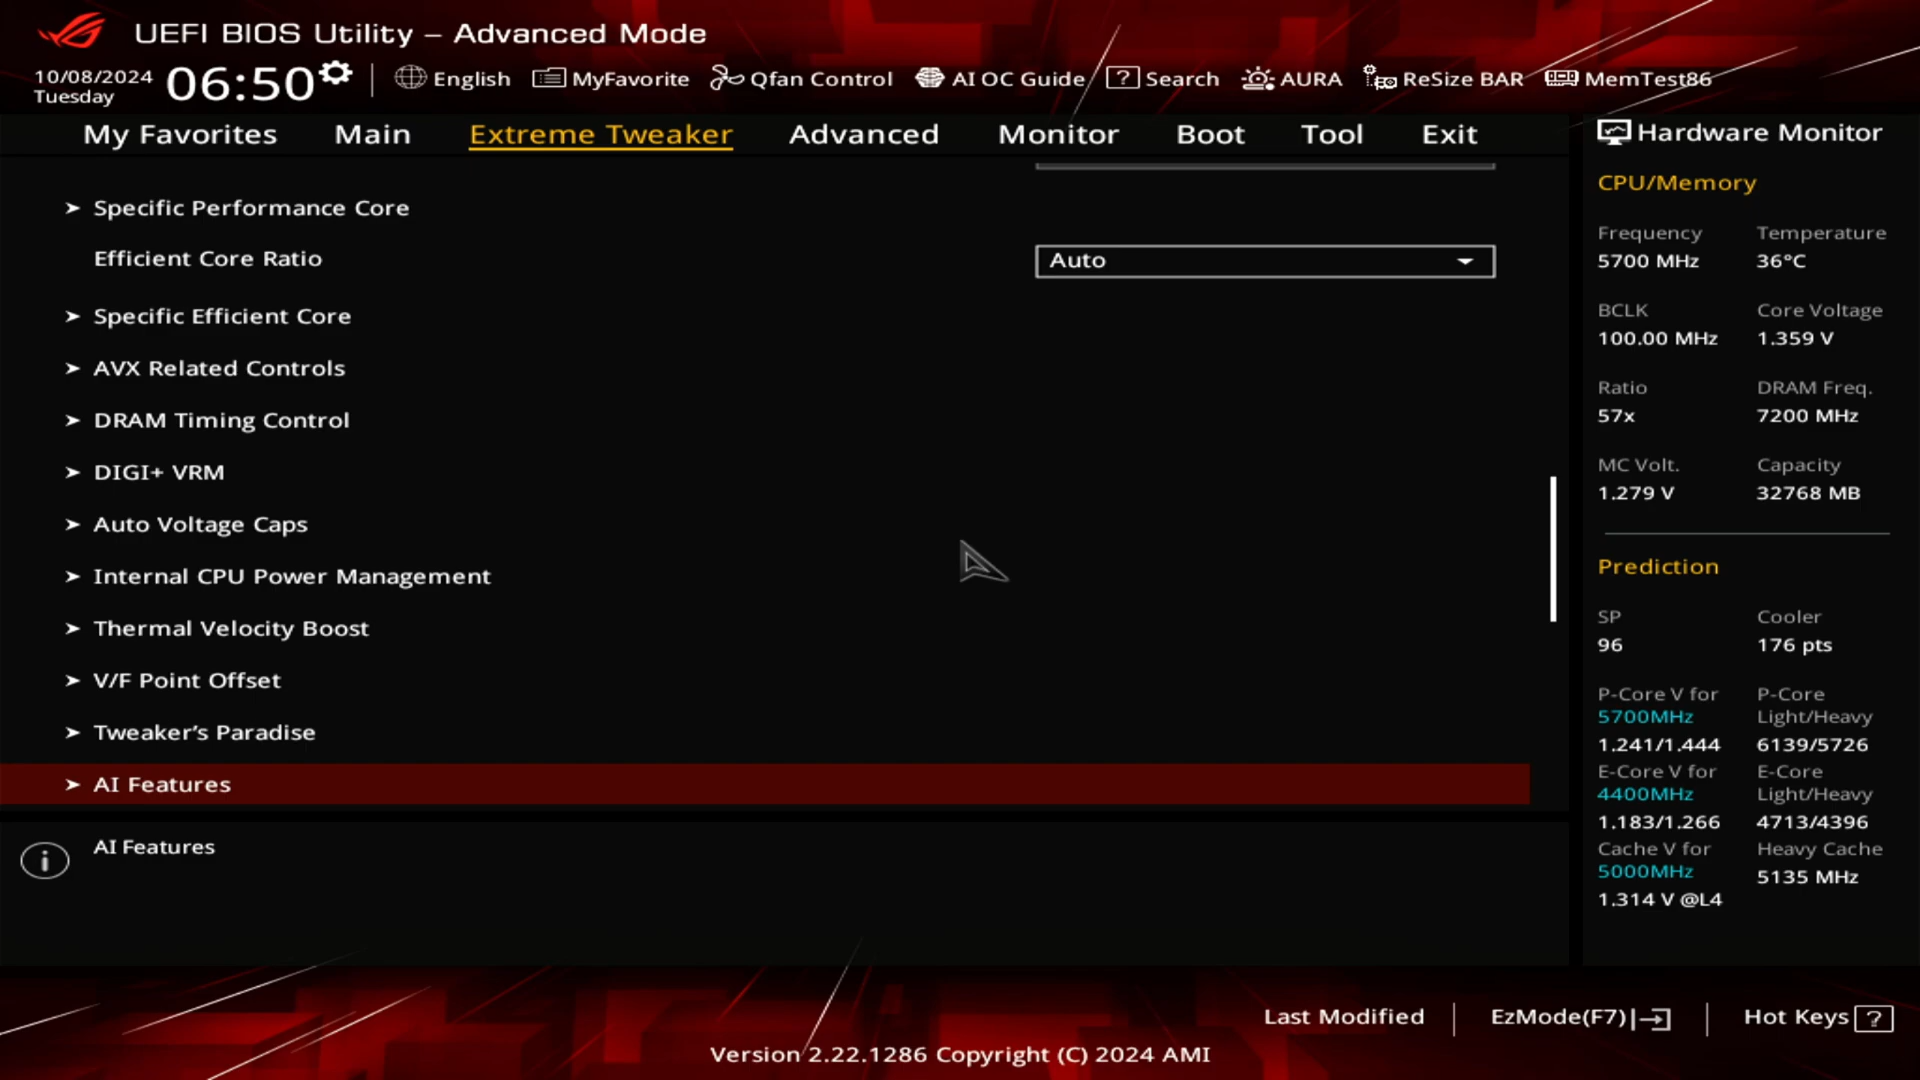 UEFI BIOS Utility – Advanced Mode
10/08/2024
Tuesday
06:50
English
MyFavorite
Qfan Control
AI OC Guide
? Search
AURA
ReSize BAR
MemTest86
My Favorites
Main
Extreme Tweaker
Advanced
Monitor
Boot
Tool
Exit
Specific Performance Core
Efficient Core Ratio
Auto
Specific Efficient Core
AVX Related Controls
DRAM Timing Control
DIGI+ VRM
Auto Voltage Caps
Internal CPU Power Management
Thermal Velocity Boost
V/F Point Offset
Tweaker's Paradise
AI Features
i
AI Features
Hardware Monitor
CPU/Memory
Frequency Temperature
5700 MHz 36°C
BCLK Core Voltage
100.00 MHz 1.359 V
Ratio DRAM Freq.
57x 7200 MHz
MC Volt. Capacity
1.279 V 32768 MB
Prediction
SP Cooler
96 176 pts
P-Core V for P-Core
5700MHz Light/Heavy
1.241/1.444 6139/5726
E-Core V for E-Core
4400MHz Light/Heavy
1.183/1.266 4713/4396
Cache V for Heavy Cache
5000MHz 5135 MHz
1.314 V @L4
Last Modified
EzMode(F7)
Hot Keys ?
Version 2.22.1286 Copyright (C) 2024 AMI